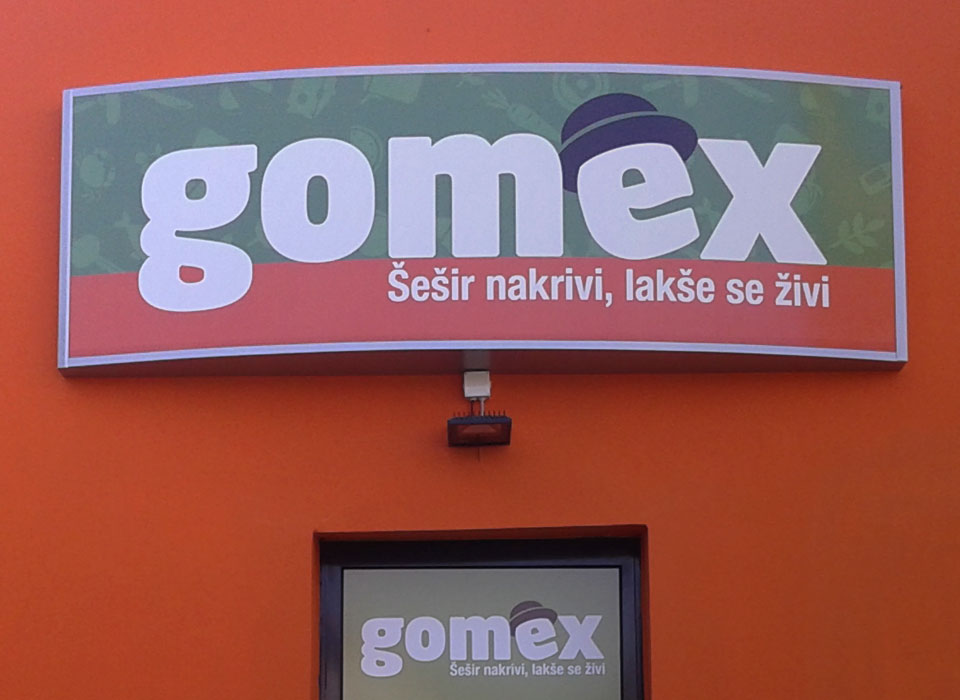 gomex
Šešir nakrivi, lakše se živi
gomex
Šešir nakrivi, lakše se živi